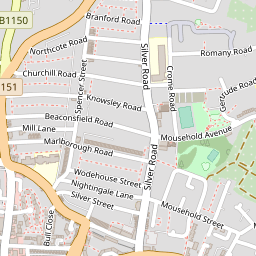 B1150
Branford Road
Northcote Road
Silver Road
Romany Road
Churchill Road
Spencer Street
Crome Road
151
Gertrude Road
Knowsley Road
Beaconsfield Road
Mill Lane
Mousehold Avenue
Marlborough Road
Silver Road
Wodehouse Street
Nightingale Lane
Silver Street
Bull Close
Mousehold Street